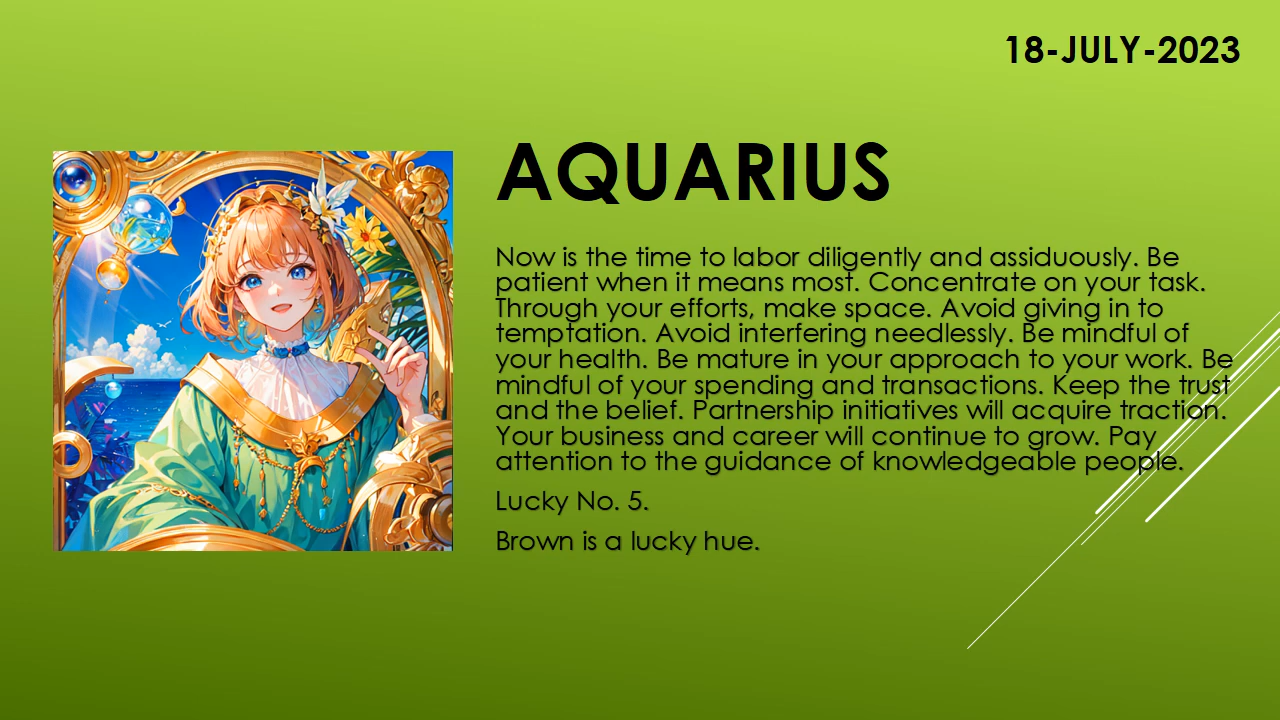 18-JULY-2023
AQUARIUS
Now is the time to labor diligently and assiduously. Be
patient when it means most. Concentrate on your task.
Through your efforts, make space. Avoid giving in to
temptation. Avoid interfering needlessly. Be mindful of
your health. Be mature in your approach to your work. Be
mindful of your spending and transactions. Keep the trust
and the belief. Partnership initiatives will acquire traction.
Your business and career will continue to grow. Pay
attention to the guidance of knowledgeable people.
Lucky No. 5.
Brown is a lucky hue.